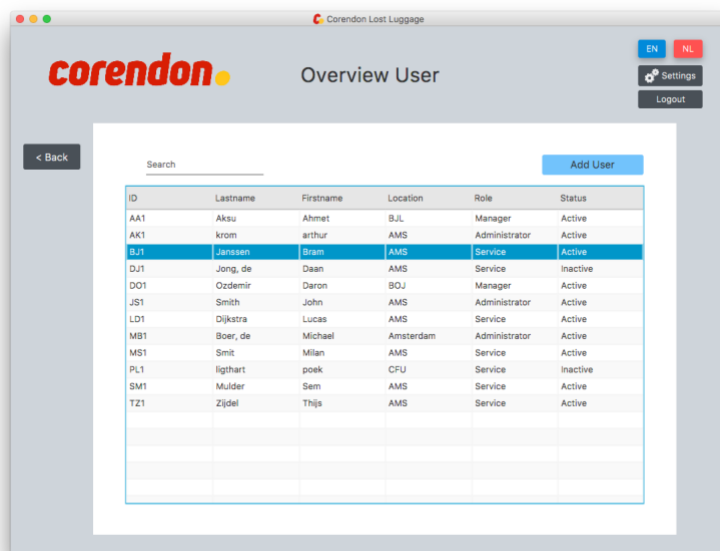 Corendon Lost Luggage
EN NL
corendon.
Overview User
Settings
Logout
< Back
Search
Add User
ID Lastname Firstname Location Role Status
AA1 Aksu Ahmet BJL Manager Active
AK1 krom arthur AMS Administrator Active
BJ1 Janssen Bram AMS Service Active
DJ1 Jong, de Daan AMS Service Inactive
DO1 Ozdemir Daron BOJ Manager Active
JS1 Smith John AMS Administrator Active
LD1 Dijkstra Lucas AMS Service Active
MB1 Boer, de Michael Amsterdam Administrator Active
MS1 Smit Milan AMS Service Active
PL1 ligthart poek CFU Service Inactive
SM1 Mulder Sem AMS Service Active
TZ1 Zijdel Thijs AMS Service Active